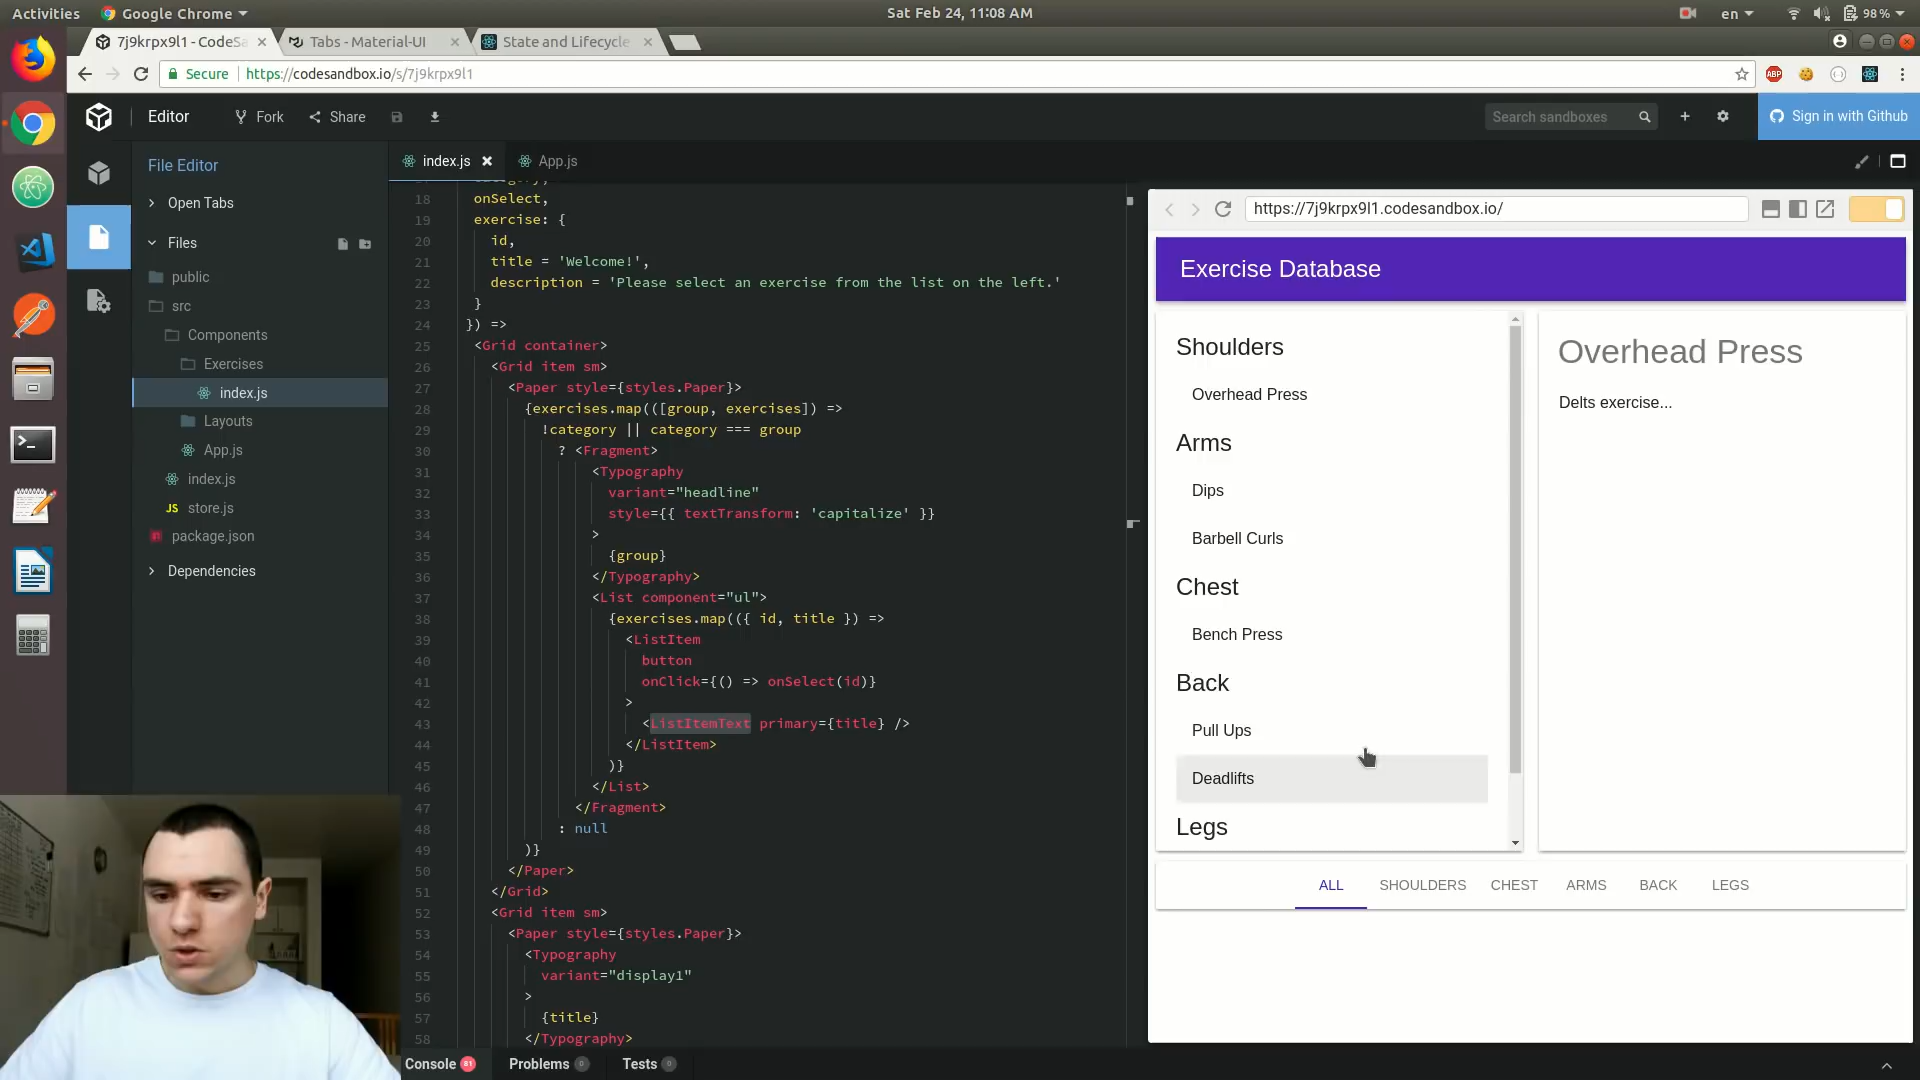 Activities
Google Chrome
Sat Feb 24, 11:08 AM
en
98%
7j9krpx9l1 - CodeSa
Tabs - Material-UI
State and Lifecycle
Secure
https://codesandbox.io/s/7j9krpx9l1
ABP
Editor
Fork
Share
Search sandboxes
Sign in with Github
File Editor
Open Tabs
Files
public
src
Components
Exercises
index.js
Layouts
App.js
index.js
JS store.js
package.json
Dependencies
index.js
App.js
18 onSelect,
19 exercise: {
20 id,
21 title = 'Welcome!',
22 description = 'Please select an exercise from the list on the left.'
23 }
24 }) =>
25 <Grid container>
26 <Grid item sm>
27 <Paper style={styles.Paper}>
28 {exercises.map(([group, exercises]) =>
29 !category || category === group
30 ? <Fragment>
31 <Typography
32 variant="headline"
33 style={{ textTransform: 'capitalize' }}
34 >
35 {group}
36 </Typography>
37 <List component="ul">
38 {exercises.map(({ id, title }) =>
39 <ListItem
40 button
41 onClick={() => onSelect(id)}
42 >
43 <ListItemText primary={title} />
44 </ListItem>
45 )}
46 </List>
47 </Fragment>
48 : null
49 )}
50 </Paper>
51 </Grid>
52 <Grid item sm>
53 <Paper style={styles.Paper}>
54 <Typography
55 variant="display1"
56 >
57 {title}
58 </Typography>
Console 81
Problems 0
Tests 0
https://7j9krpx9l1.codesandbox.io/
Exercise Database
Shoulders
Overhead Press
Arms
Dips
Barbell Curls
Chest
Bench Press
Back
Pull Ups
Deadlifts
Legs
Overhead Press
Delts exercise...
ALL
SHOULDERS
CHEST
ARMS
BACK
LEGS